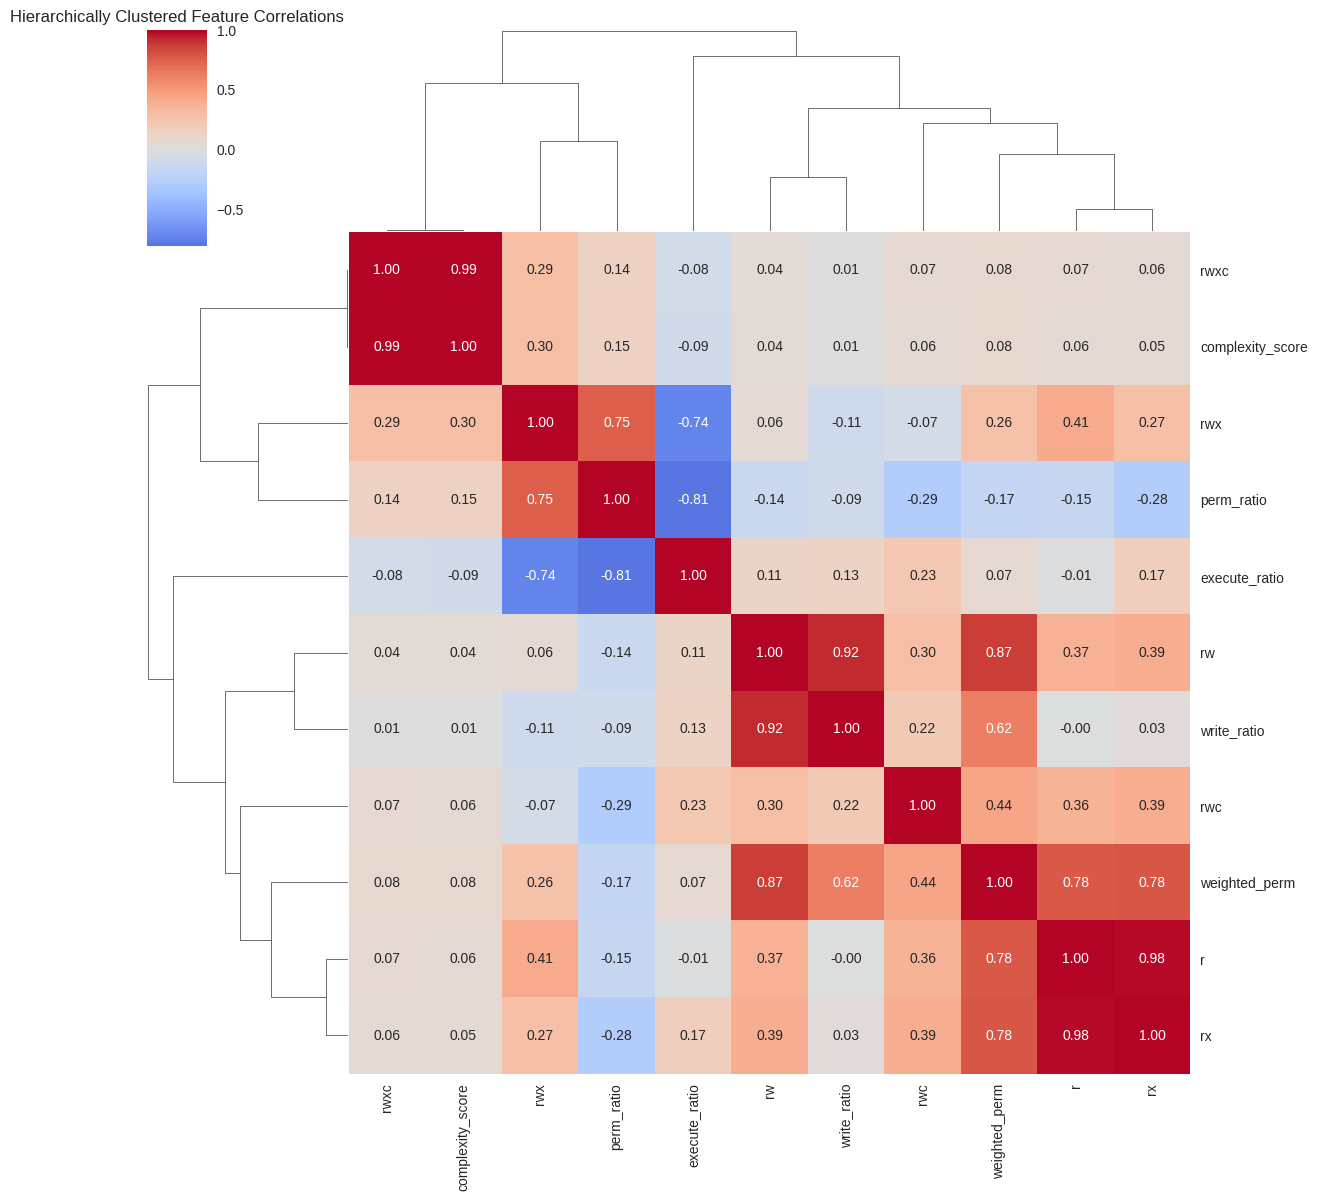 Hierarchically Clustered Feature Correlations
1.0
0.5
0.0
−0.5
1.00 0.99 0.29 0.14 -0.08 0.04 0.01 0.07 0.08 0.07 0.06 rwxc
0.99 1.00 0.30 0.15 -0.09 0.04 0.01 0.06 0.08 0.06 0.05 complexity_score
0.29 0.30 1.00 0.75 -0.74 0.06 -0.11 -0.07 0.26 0.41 0.27 rwx
0.14 0.15 0.75 1.00 -0.81 -0.14 -0.09 -0.29 -0.17 -0.15 -0.28 perm_ratio
-0.08 -0.09 -0.74 -0.81 1.00 0.11 0.13 0.23 0.07 -0.01 0.17 execute_ratio
0.04 0.04 0.06 -0.14 0.11 1.00 0.92 0.30 0.87 0.37 0.39 rw
0.01 0.01 -0.11 -0.09 0.13 0.92 1.00 0.22 0.62 -0.00 0.03 write_ratio
0.07 0.06 -0.07 -0.29 0.23 0.30 0.22 1.00 0.44 0.36 0.39 rwc
0.08 0.08 0.26 -0.17 0.07 0.87 0.62 0.44 1.00 0.78 0.78 weighted_perm
0.07 0.06 0.41 -0.15 -0.01 0.37 -0.00 0.36 0.78 1.00 0.98 r
0.06 0.05 0.27 -0.28 0.17 0.39 0.03 0.39 0.78 0.98 1.00 rx
rwxc
complexity_score
rwx
perm_ratio
execute_ratio
rw
write_ratio
rwc
weighted_perm
r
rx